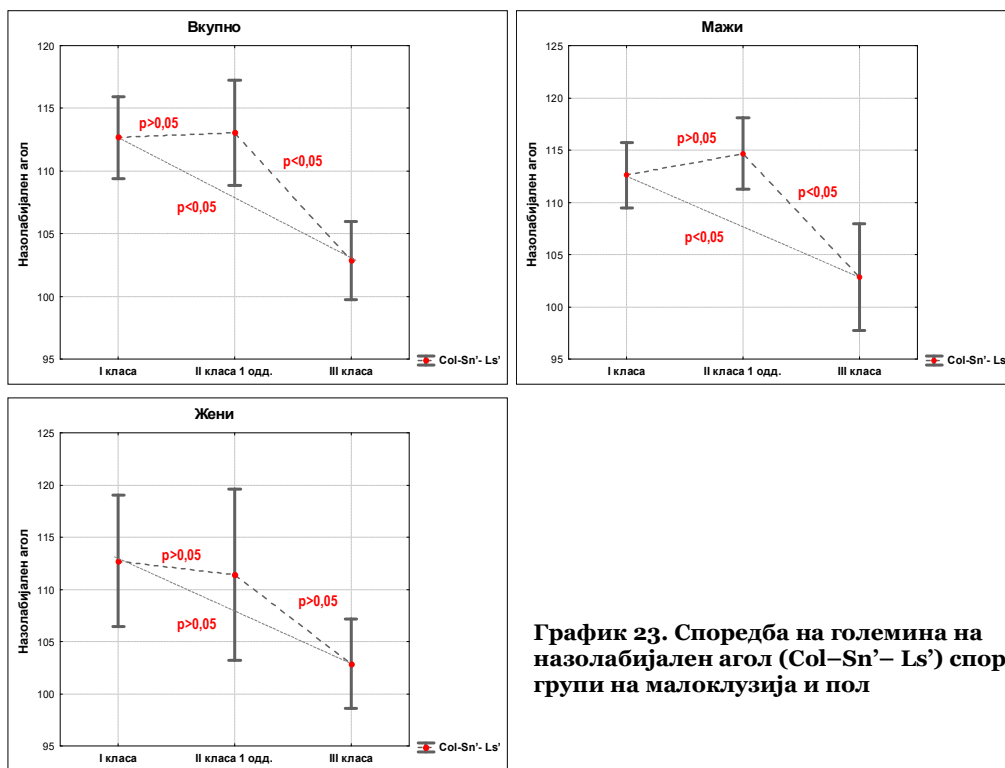 Вкупно
120
115
110
105
100
95
Назолабијален агол
p>0,05
p<0,05
p<0,05
I класа
II класа 1 одд.
III класа
Col-Sn'- Ls'
Мажи
125
120
115
110
105
100
95
Назолабијален агол
p>0,05
p<0,05
p<0,05
I класа
II класа 1 одд.
III класа
Col-Sn'- Ls
Жени
125
120
115
110
105
100
95
Назолабијален агол
p>0,05
p>0,05
p>0,05
I класа
II класа 1 одд.
III класа
Col-Sn'- Ls'
График 23. Споредба на големина на
назолабијален агол (Col–Sn’– Ls’) спор
групи на малоклузија и пол